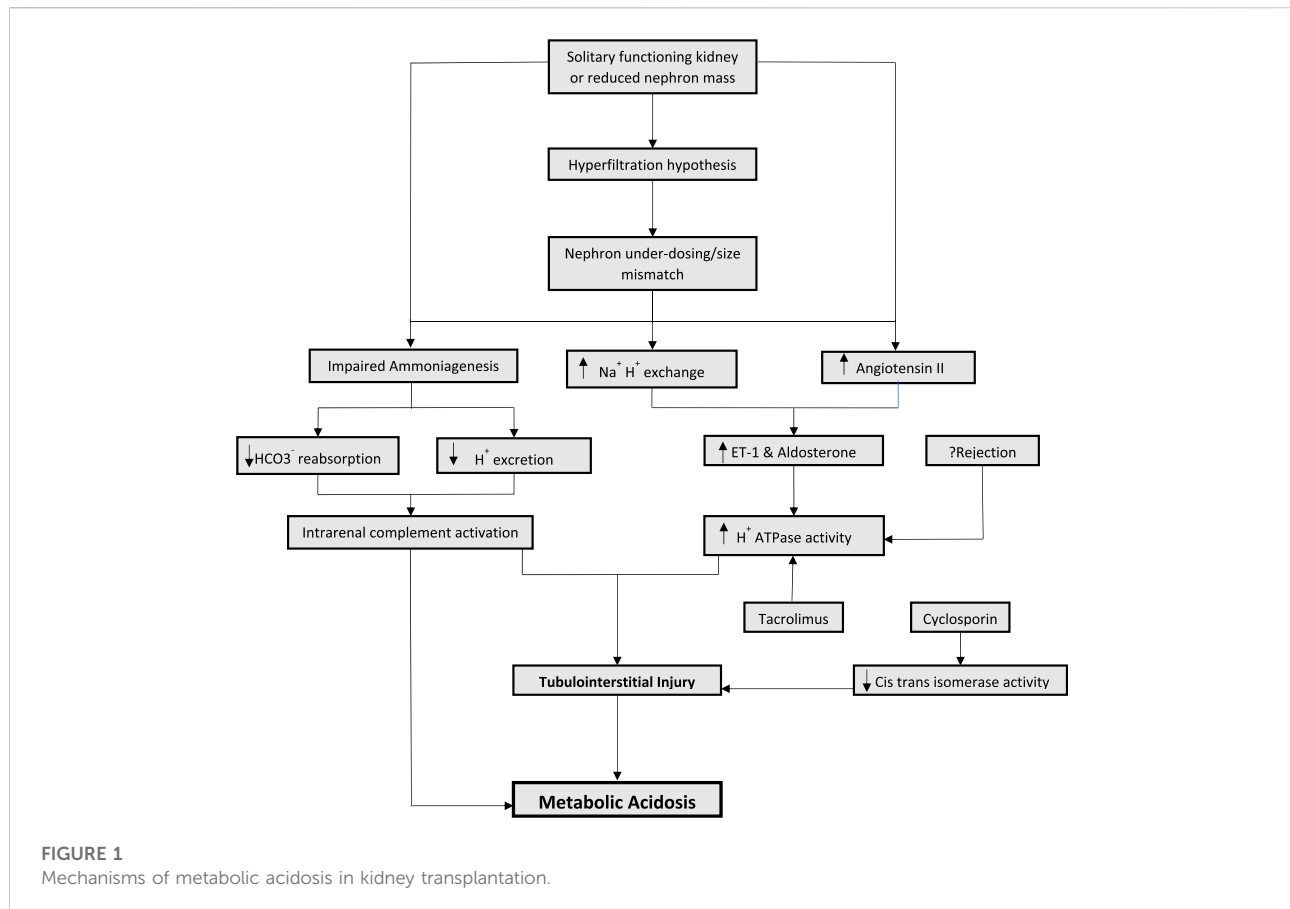 Solitary functioning kidney
or reduced nephron mass
Hyperfiltration hypothesis
Nephron under-dosing/size
mismatch
Impaired Ammoniagenesis
↑ Na⁺ H⁺ exchange
↑ Angiotensin II
↓HCO3⁻ reabsorption
↓ H⁺ excretion
↑ ET-1 & Aldosterone
?Rejection
Intrarenal complement activation
↑ H⁺ ATPase activity
Tacrolimus
Cyclosporin
Tubulointerstitial Injury
↓ Cis trans isomerase activity
Metabolic Acidosis
FIGURE 1
Mechanisms of metabolic acidosis in kidney transplantation.